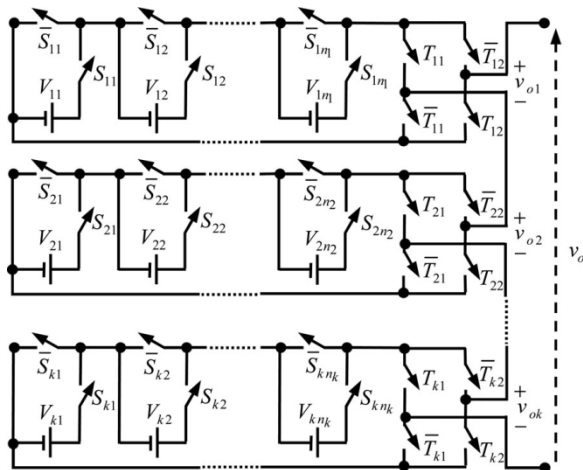 S̅11 S̅12 S̅1n1 T11 T̅12
S11 S12 S1n1 +
V11 V12 V1n1 vo1
T̅11 T12 −
S̅21 S̅22 S̅2n2 T21 T̅22
S21 S22 S2n2 +
V21 V22 V2n2 vo2 vo
T̅21 T22 −
S̅k1 S̅k2 S̅knk Tk1 T̅k2
Sk1 Sk2 Sknk +
Vk1 Vk2 Vknk vok
T̅k1 Tk2 −